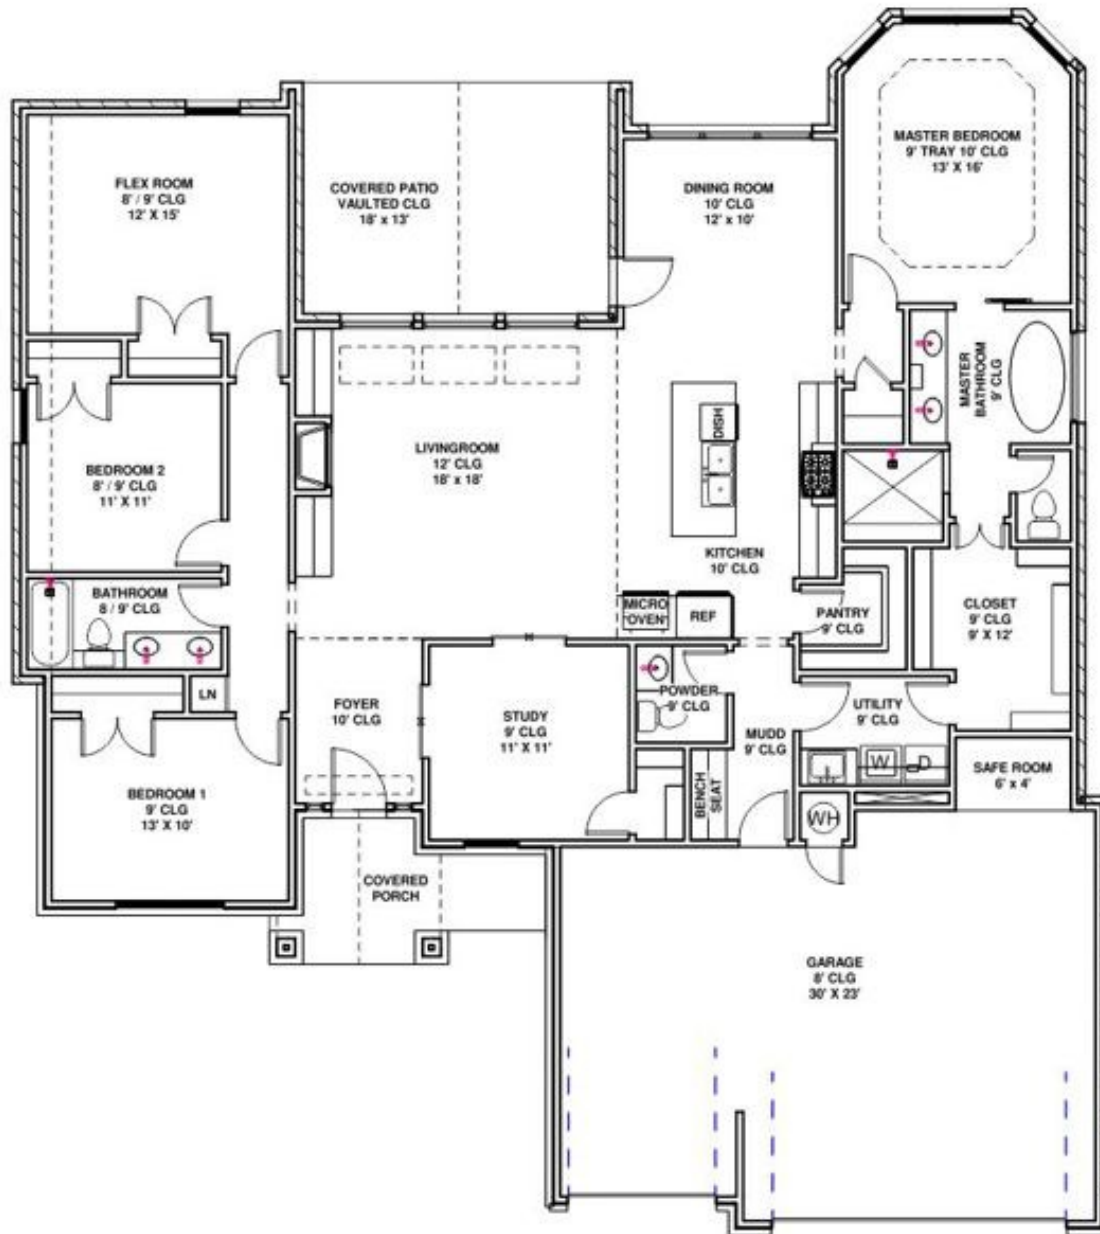 MASTER BEDROOM
9' TRAY 10' CLG
13' X 16'
FLEX ROOM
8' / 9' CLG
12' X 15'
COVERED PATIO
VAULTED CLG
18' x 13'
DINING ROOM
10' CLG
12' x 10'
MASTER
BATHROOM
9' CLG
DISH
LIVINGROOM
12' CLG
18' x 18'
BEDROOM 2
8' / 9' CLG
11' X 11'
KITCHEN
10' CLG
BATHROOM
8 / 9' CLG
MICRO
'OVEN'
REF
PANTRY
9' CLG
CLOSET
9' CLG
9' X 12'
LN
FOYER
10' CLG
STUDY
9' CLG
11' X 11'
POWDER
9' CLG
MUDD
9' CLG
UTILITY
9' CLG
W
D
SAFE ROOM
6' x 4'
BEDROOM 1
9' CLG
13' X 10'
BENCH
SEAT
WH
COVERED
PORCH
GARAGE
8' CLG
30' X 23'